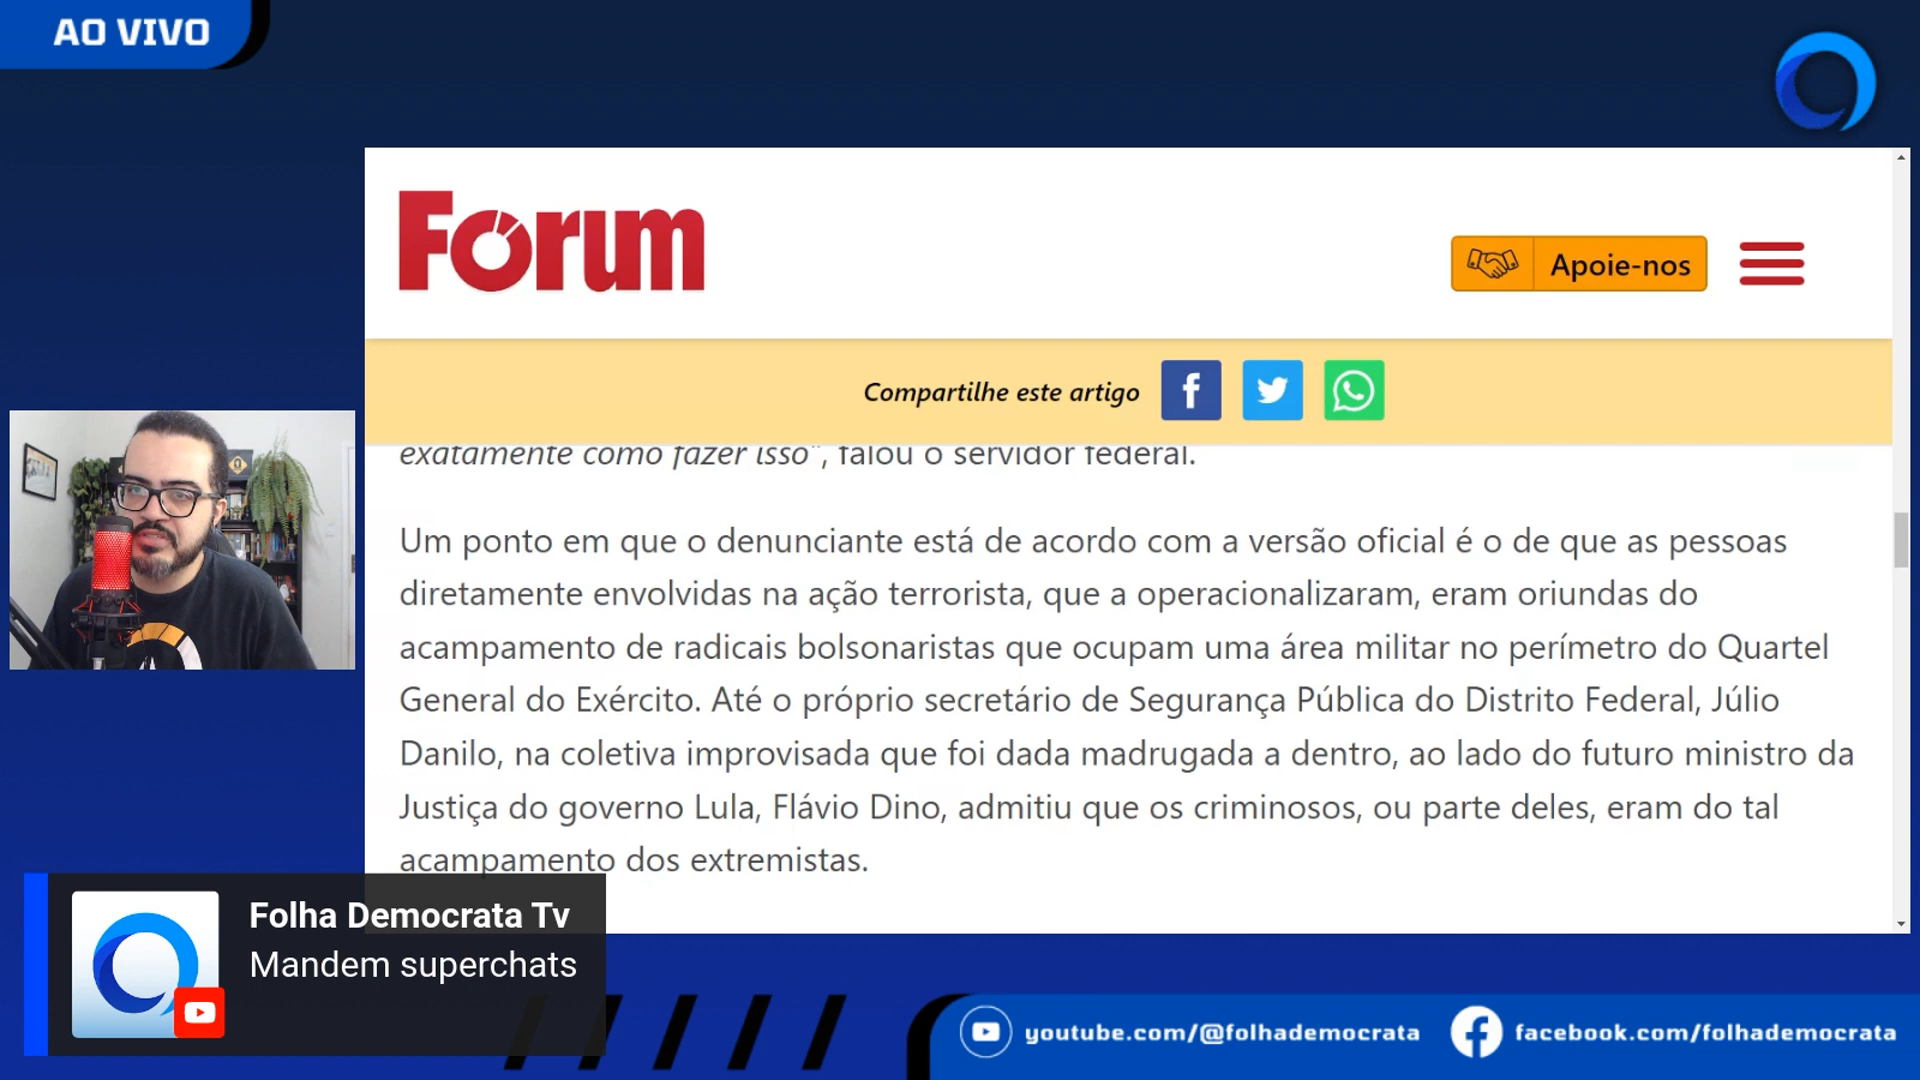 AO VIVO
Forum
Apoie-nos
Compartilhe este artigo
exatamente como fazer isso", falou o servidor federal.
Um ponto em que o denunciante está de acordo com a versão oficial é o de que as pessoas
diretamente envolvidas na ação terrorista, que a operacionalizaram, eram oriundas do
acampamento de radicais bolsonaristas que ocupam uma área militar no perímetro do Quartel
General do Exército. Até o próprio secretário de Segurança Pública do Distrito Federal, Júlio
Danilo, na coletiva improvisada que foi dada madrugada a dentro, ao lado do futuro ministro da
Justiça do governo Lula, Flávio Dino, admitiu que os criminosos, ou parte deles, eram do tal
acampamento dos extremistas.
Folha Democrata Tv
Mandem superchats
youtube.com/@folhademocrata
facebook.com/folhademocrata